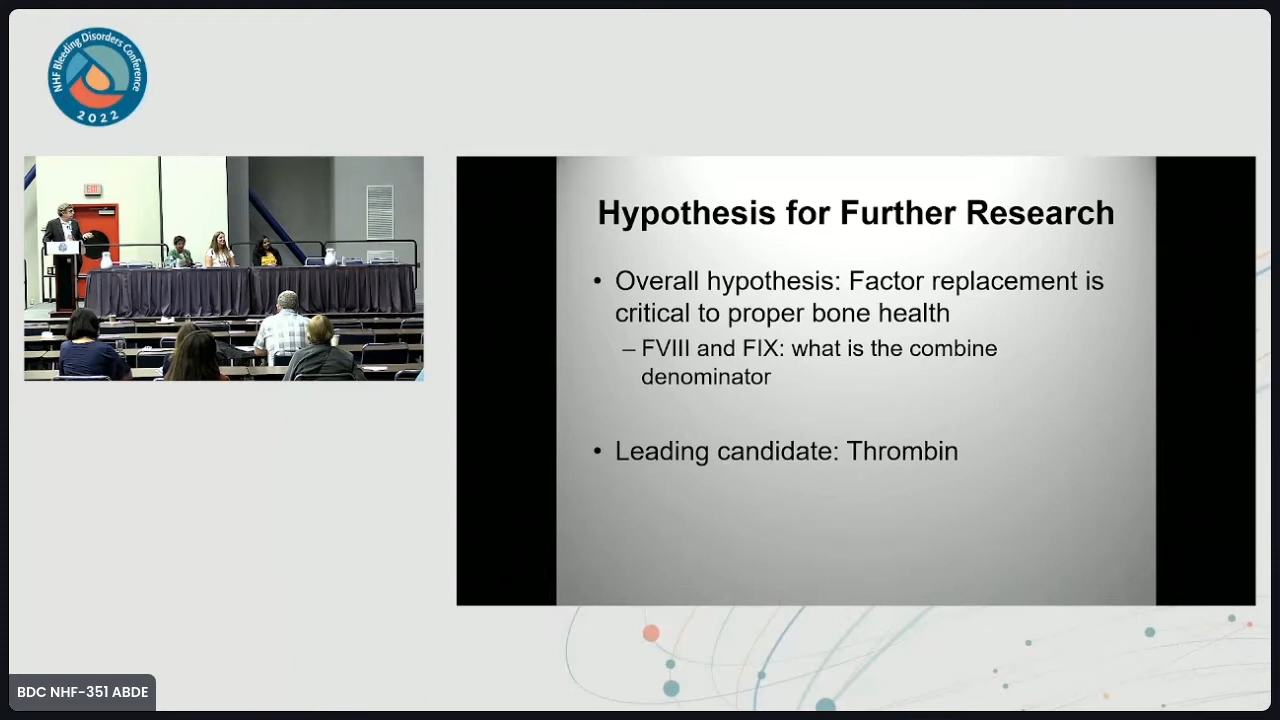 NHF Bleeding Disorders Conference
2022
EXIT
Hypothesis for Further Research
• Overall hypothesis: Factor replacement is
critical to proper bone health
– FVIII and FIX: what is the combine
denominator
• Leading candidate: Thrombin
BDC NHF-351 ABDE